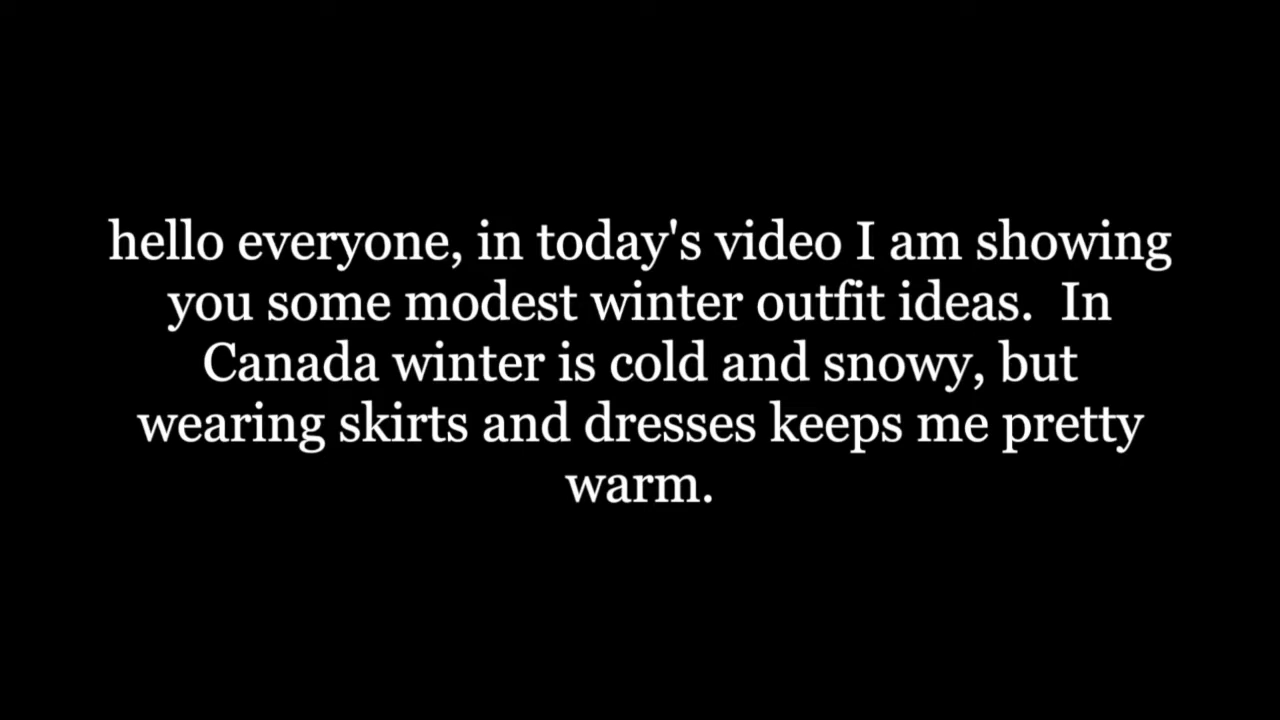 hello everyone, in today's video I am showing
you some modest winter outfit ideas.  In
Canada winter is cold and snowy, but
wearing skirts and dresses keeps me pretty
warm.